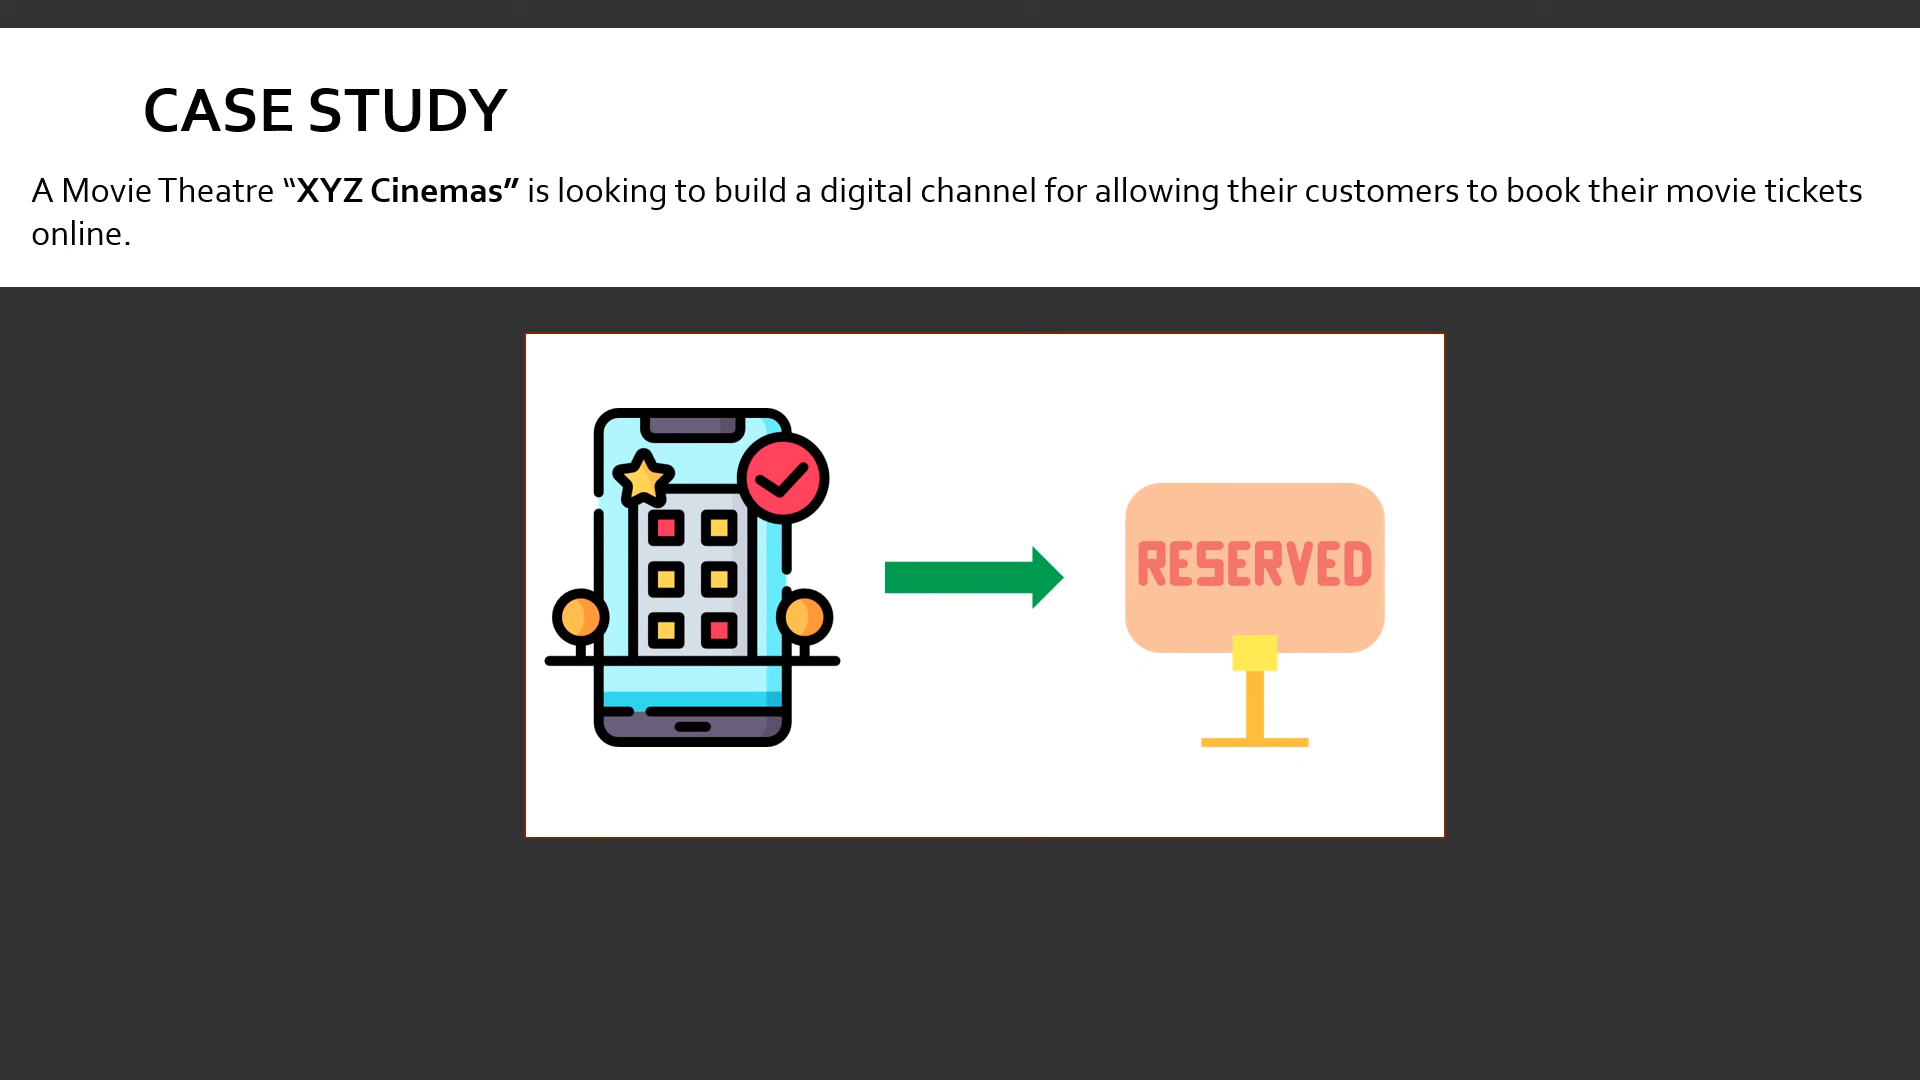 CASE STUDY
A Movie Theatre “XYZ Cinemas” is looking to build a digital channel for allowing their customers to book their movie tickets
online.
RESERVED